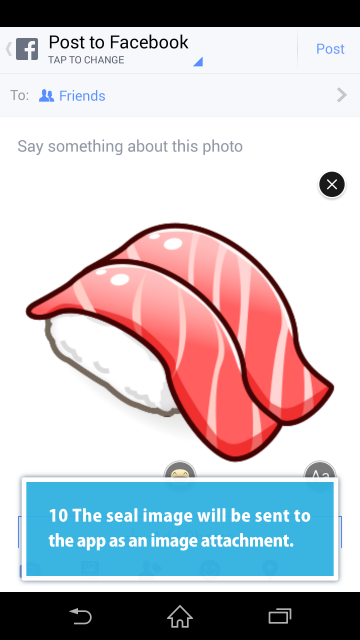 Post to Facebook
TAP TO CHANGE
Post
To: Friends
Say something about this photo
Aa
10 The seal image will be sent to
the app as an image attachment.